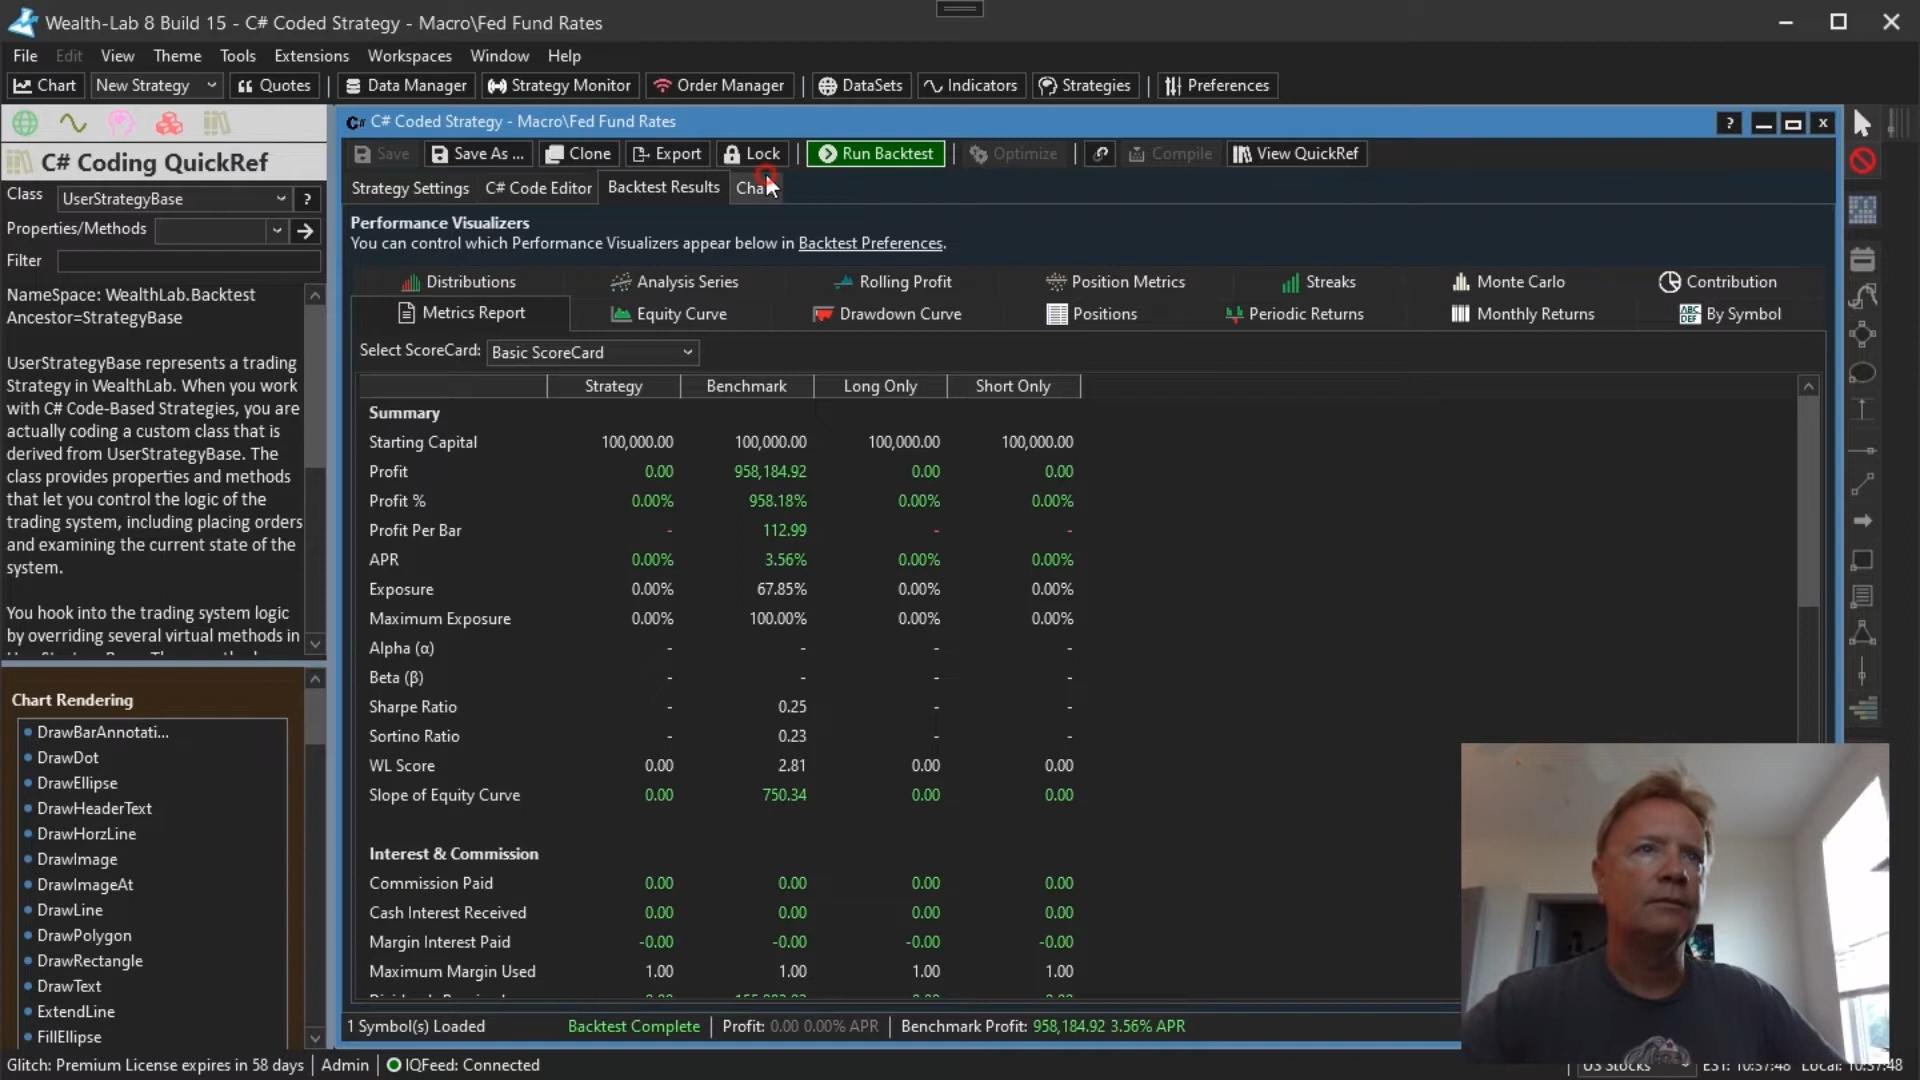 Wealth-Lab 8 Build 15 - C# Coded Strategy - Macro\Fed Fund Rates
File Edit View Theme Tools Extensions Workspaces Window Help
Chart New Strategy Quotes Data Manager Strategy Monitor Order Manager DataSets Indicators Strategies Preferences
C# Coding QuickRef
Class UserStrategyBase ?
Properties/Methods
Filter
NameSpace: WealthLab.Backtest
Ancestor=StrategyBase
UserStrategyBase represents a trading
Strategy in WealthLab. When you work
with C# Code-Based Strategies, you are
actually coding a custom class that is
derived from UserStrategyBase. The
class provides properties and methods
that let you control the logic of the
trading system, including placing orders
and examining the current state of the
system.
You hook into the trading system logic
by overriding several virtual methods in
Chart Rendering
DrawBarAnnotati...
DrawDot
DrawEllipse
DrawHeaderText
DrawHorzLine
DrawImage
DrawImageAt
DrawLine
DrawPolygon
DrawRectangle
DrawText
ExtendLine
FillEllipse
C# C# Coded Strategy - Macro\Fed Fund Rates ?
Save Save As ... Clone Export Lock Run Backtest Optimize Compile View QuickRef
Strategy Settings C# Code Editor Backtest Results
Performance Visualizers
You can control which Performance Visualizers appear below in Backtest Preferences.
Distributions Analysis Series Rolling Profit Position Metrics Streaks Monte Carlo Contribution
Metrics Report Equity Curve Drawdown Curve Positions Periodic Returns Monthly Returns ABC DEF By Symbol
Select ScoreCard: Basic ScoreCard
Strategy Benchmark Long Only Short Only
Summary
Starting Capital 100,000.00 100,000.00 100,000.00 100,000.00
Profit 0.00 958,184.92 0.00 0.00
Profit % 0.00% 958.18% 0.00% 0.00%
Profit Per Bar - 112.99 - -
APR 0.00% 3.56% 0.00% 0.00%
Exposure 0.00% 67.85% 0.00% 0.00%
Maximum Exposure 0.00% 100.00% 0.00% 0.00%
Alpha (α) - - - -
Beta (β) - - - -
Sharpe Ratio - 0.25 - -
Sortino Ratio - 0.23 - -
WL Score 0.00 2.81 0.00 0.00
Slope of Equity Curve 0.00 750.34 0.00 0.00
Interest & Commission
Commission Paid 0.00 0.00 0.00 0.00
Cash Interest Received 0.00 0.00 0.00 0.00
Margin Interest Paid -0.00 -0.00 -0.00 -0.00
Maximum Margin Used 1.00 1.00 1.00 1.00
1 Symbol(s) Loaded Backtest Complete Profit: 0.00 0.00% APR Benchmark Profit: 958,184.92 3.56% APR
Glitch: Premium License expires in 58 days Admin IQFeed: Connected US Stocks EST: 10:37:48 Local: 10:37:48